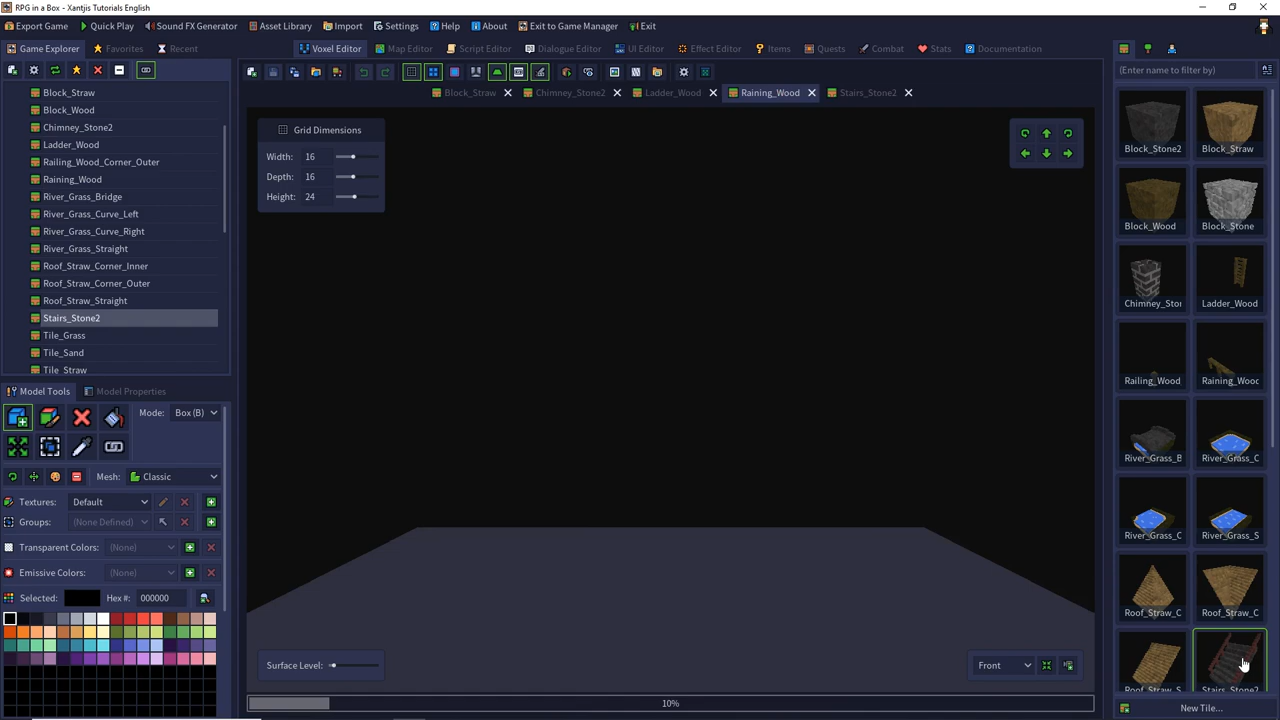 RPG in a Box - Xantjis Tutorials English
Export Game Quick Play Sound FX Generator Asset Library Import Settings Help About Exit to Game Manager Exit
Game Explorer Favorites Recent Voxel Editor Map Editor Script Editor Dialogue Editor UI Editor Effect Editor Items Quests Combat Stats Documentation
(Enter name to filter by)
Block_Straw Chimney_Stone2 Ladder_Wood Raining_Wood Stairs_Stone2
Block_Straw
Block_Wood
Chimney_Stone2
Ladder_Wood
Railing_Wood_Corner_Outer
Raining_Wood
River_Grass_Bridge
River_Grass_Curve_Left
River_Grass_Curve_Right
River_Grass_Straight
Roof_Straw_Corner_Inner
Roof_Straw_Corner_Outer
Roof_Straw_Straight
Stairs_Stone2
Tile_Grass
Tile_Sand
Tile_Straw
Model Tools Model Properties
Mode: Box (B)
Mesh: Classic
Textures: Default
Groups: (None Defined)
Transparent Colors: (None)
Emissive Colors: (None)
Selected: Hex #: 000000
Grid Dimensions
Width: 16
Depth: 16
Height: 24
Surface Level:
Front
10%
Block_Stone2 Block_Straw
Block_Wood Block_Stone
Chimney_Stor Ladder_Wood
Railing_Wood Raining_Wooc
River_Grass_B River_Grass_C
River_Grass_C River_Grass_S
Roof_Straw_C Roof_Straw_C
Roof_Straw_S Stairs_Stone2
New Tile...